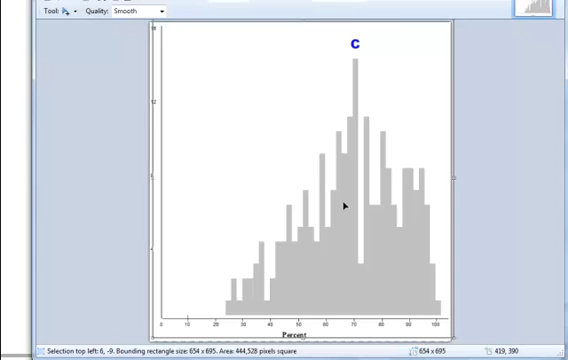 Tool:
Quality: Smooth
C
12
0 10 20 30 40 50 60 70 80 90 100
Percent
Selection top left: 6, -9. Bounding rectangle size: 654 x 695. Area: 444,528 pixels square
654 x 695
419, 390